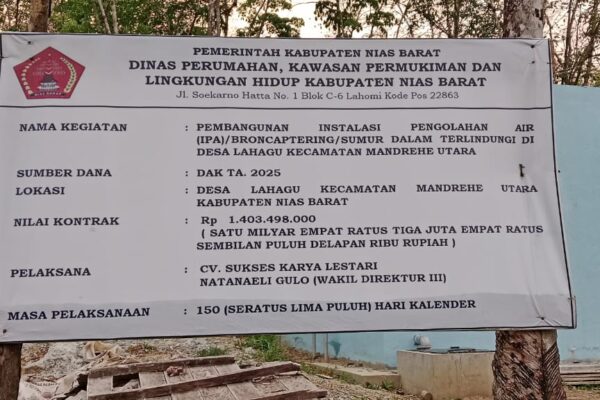 PEMERINTAH KABUPATEN NIAS BARAT
DINAS PERUMAHAN, KAWASAN PERMUKIMAN DAN
LINGKUNGAN HIDUP KABUPATEN NIAS BARAT
Jl. Soekarno Hatta No. 1 Blok C-6 Lahomi Kode Pos 22863
NIAS BARAT
NAMA KEGIATAN : PEMBANGUNAN INSTALASI PENGOLAHAN AIR
(IPA)/BRONCAPTERING/SUMUR DALAM TERLINDUNGI DI
DESA LAHAGU KECAMATAN MANDREHE UTARA
SUMBER DANA : DAK TA. 2025
LOKASI : DESA LAHAGU KECAMATAN MANDREHE UTARA
KABUPATEN NIAS BARAT
NILAI KONTRAK : Rp 1.403.498.000
( SATU MILYAR EMPAT RATUS TIGA JUTA EMPAT RATUS
SEMBILAN PULUH DELAPAN RIBU RUPIAH )
PELAKSANA : CV. SUKSES KARYA LESTARI
NATANAELI GULO (WAKIL DIREKTUR III)
MASA PELAKSANAAN : 150 (SERATUS LIMA PULUH) HARI KALENDER